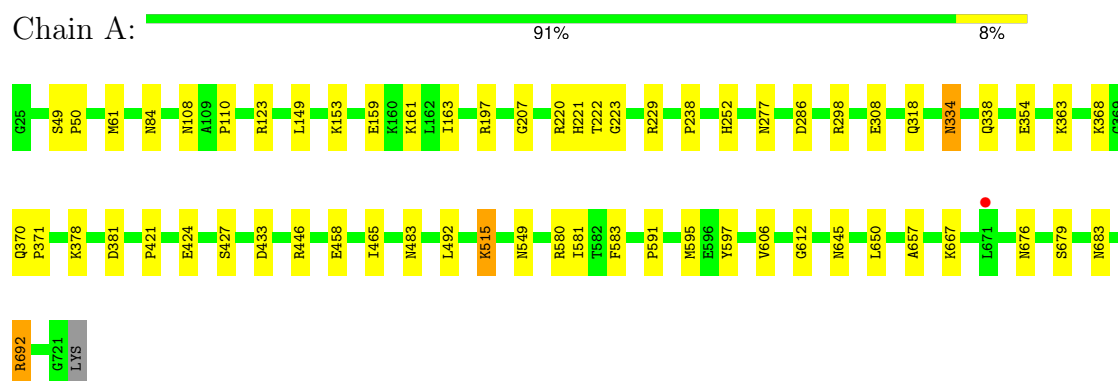 Chain A:
91% 8%
G25 S49 P50 M61 N84 N108 A109 P110 R123 L149 K153 E159 K160 K161 L162 I163 R197 G207 R220 H221 T222 G223 R229 P238 H252 N277 D286 R298 E308 Q318 N334 Q338 E354 K363 K368 G369
Q370 P371 K378 D381 P421 E424 S427 D433 R446 E458 I465 N483 L492 K515 N549 R580 I581 T582 F583 P591 M595 E596 Y597 V606 G612 N645 L650 A657 K667 L671 N676 S679 N683
R692 G721 LYS